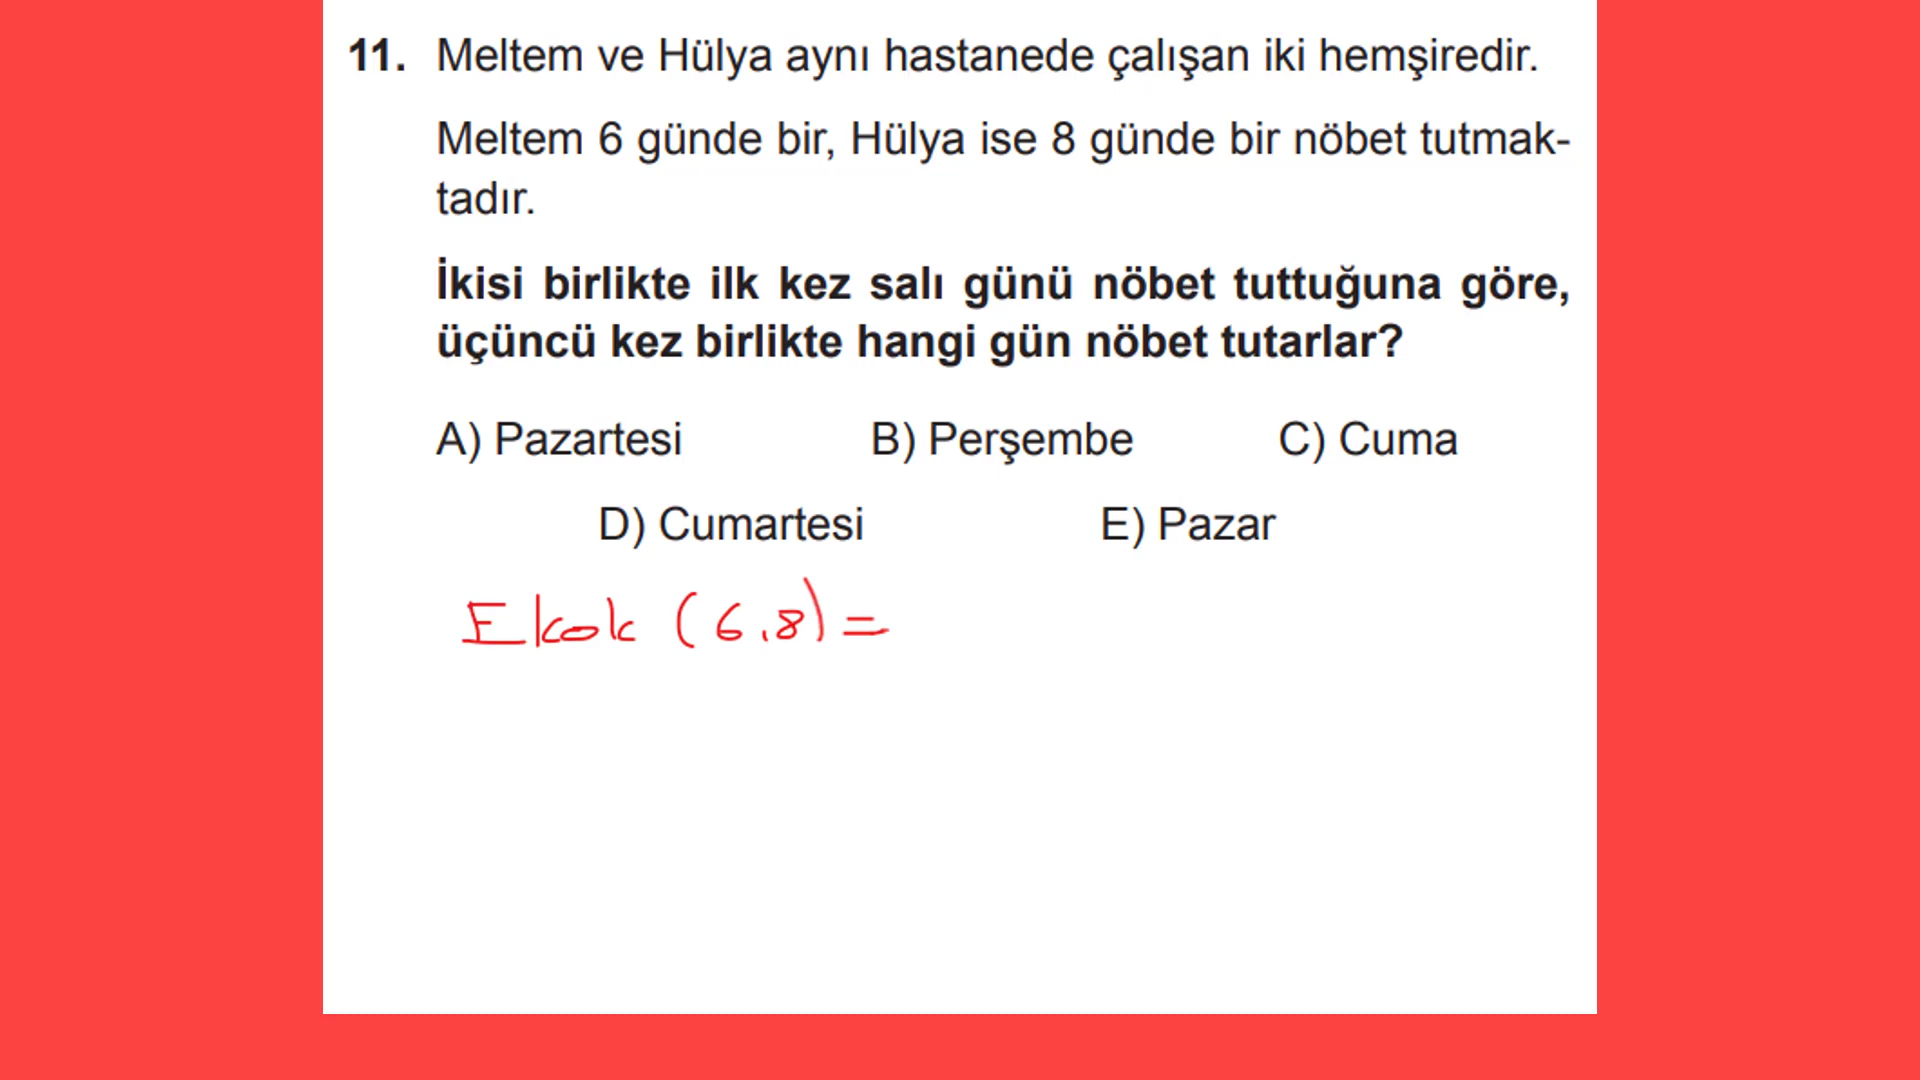 11. Meltem ve Hülya aynı hastanede çalışan iki hemşiredir.
Meltem 6 günde bir, Hülya ise 8 günde bir nöbet tutmak-
tadır.
İkisi birlikte ilk kez salı günü nöbet tuttuğuna göre,
üçüncü kez birlikte hangi gün nöbet tutarlar?
A) Pazartesi B) Perşembe C) Cuma
D) Cumartesi E) Pazar
Ekok (6,8) =